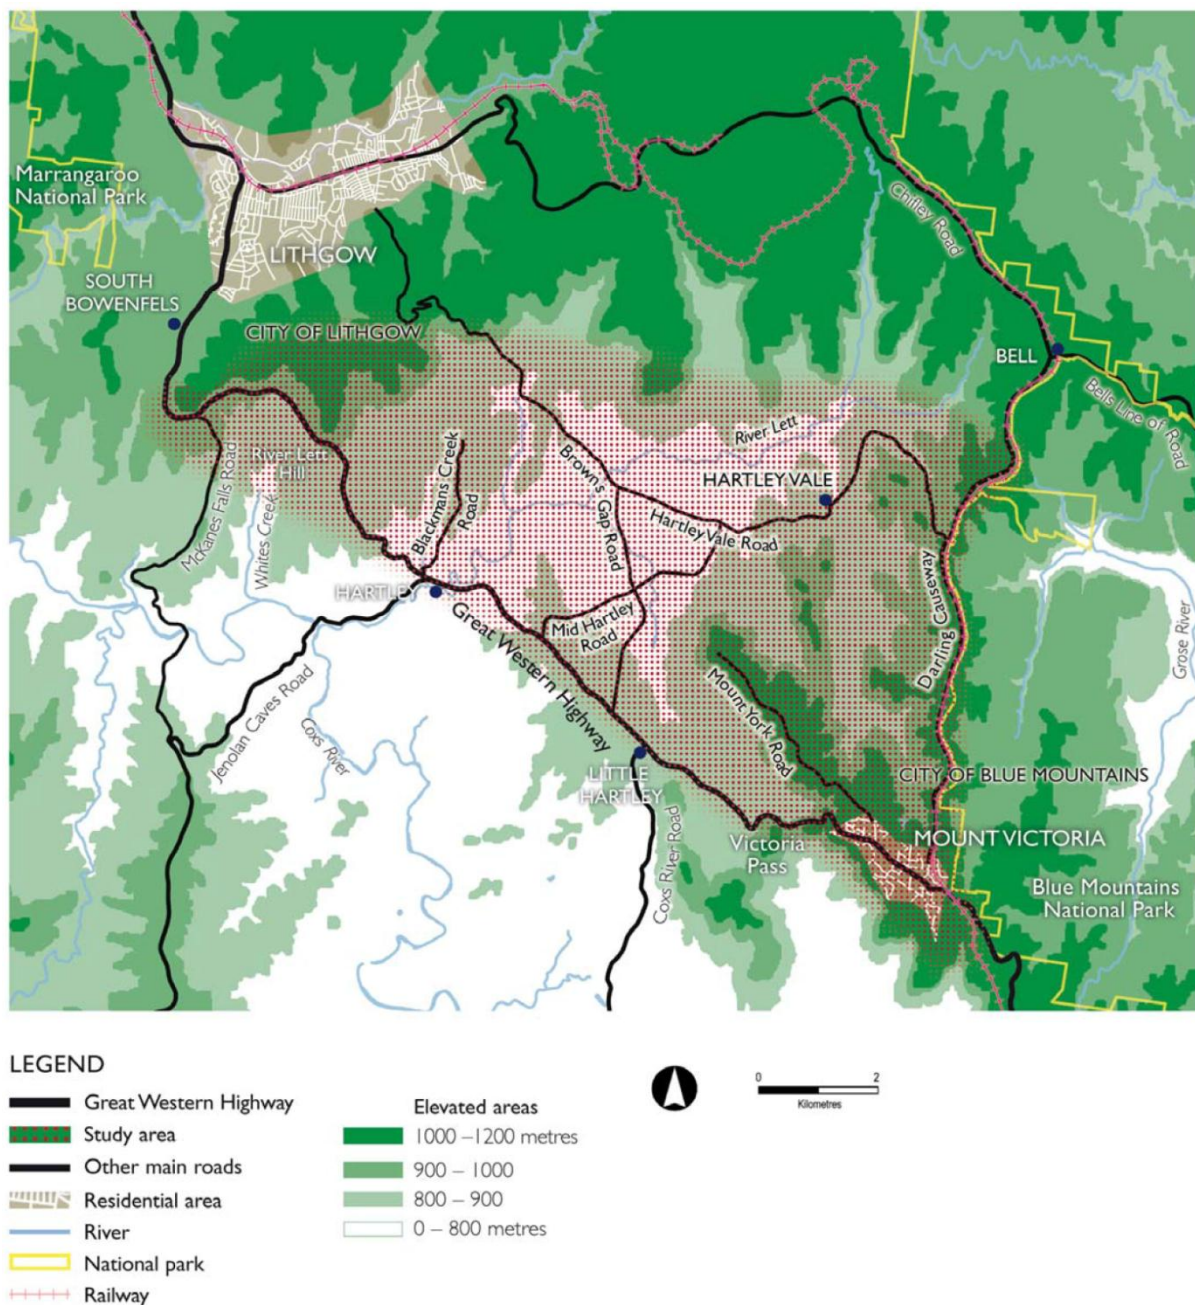 Marrangaroo
National Park
LITHGOW
SOUTH
BOWENFELS
CITY OF LITHGOW
Chifley Road
BELL
Bells Line of Road
River Lett
Hill
McKanes Falls Road
Whites Creek
Blackmans Creek
Road
Brown's Gap Road
River Lett
HARTLEY VALE
Hartley Vale Road
HARTLEY
Great Western Highway
Mid Hartley
Road
Darling Causeway
Grose River
Mount York Road
Jenolan Caves Road
Coxs River
LITTLE
HARTLEY
Coxs River Road
CITY OF BLUE MOUNTAINS
Victoria
Pass
MOUNT VICTORIA
Blue Mountains
National Park
LEGEND
Great Western Highway
Study area
Other main roads
Residential area
River
National park
Railway
Elevated areas
1000 – 1200 metres
900 – 1000
800 – 900
0 – 800 metres
0 2
Kilometres